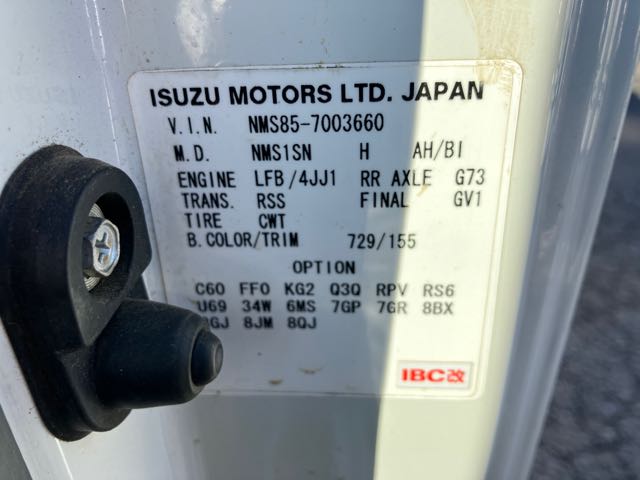 ISUZU MOTORS LTD. JAPAN
V.I.N. NMS85-7003660
M.D. NMS1SN H AH/BI
ENGINE LFB/4JJ1 RR AXLE G73
TRANS. RSS FINAL GV1
TIRE CWT
B.COLOR/TRIM 729/155
OPTION
C60 FF0 KG2 Q3Q RPV RS6
U69 34W 6MS 7GP 7GR 8BX
8JM 8QJ
IBC改